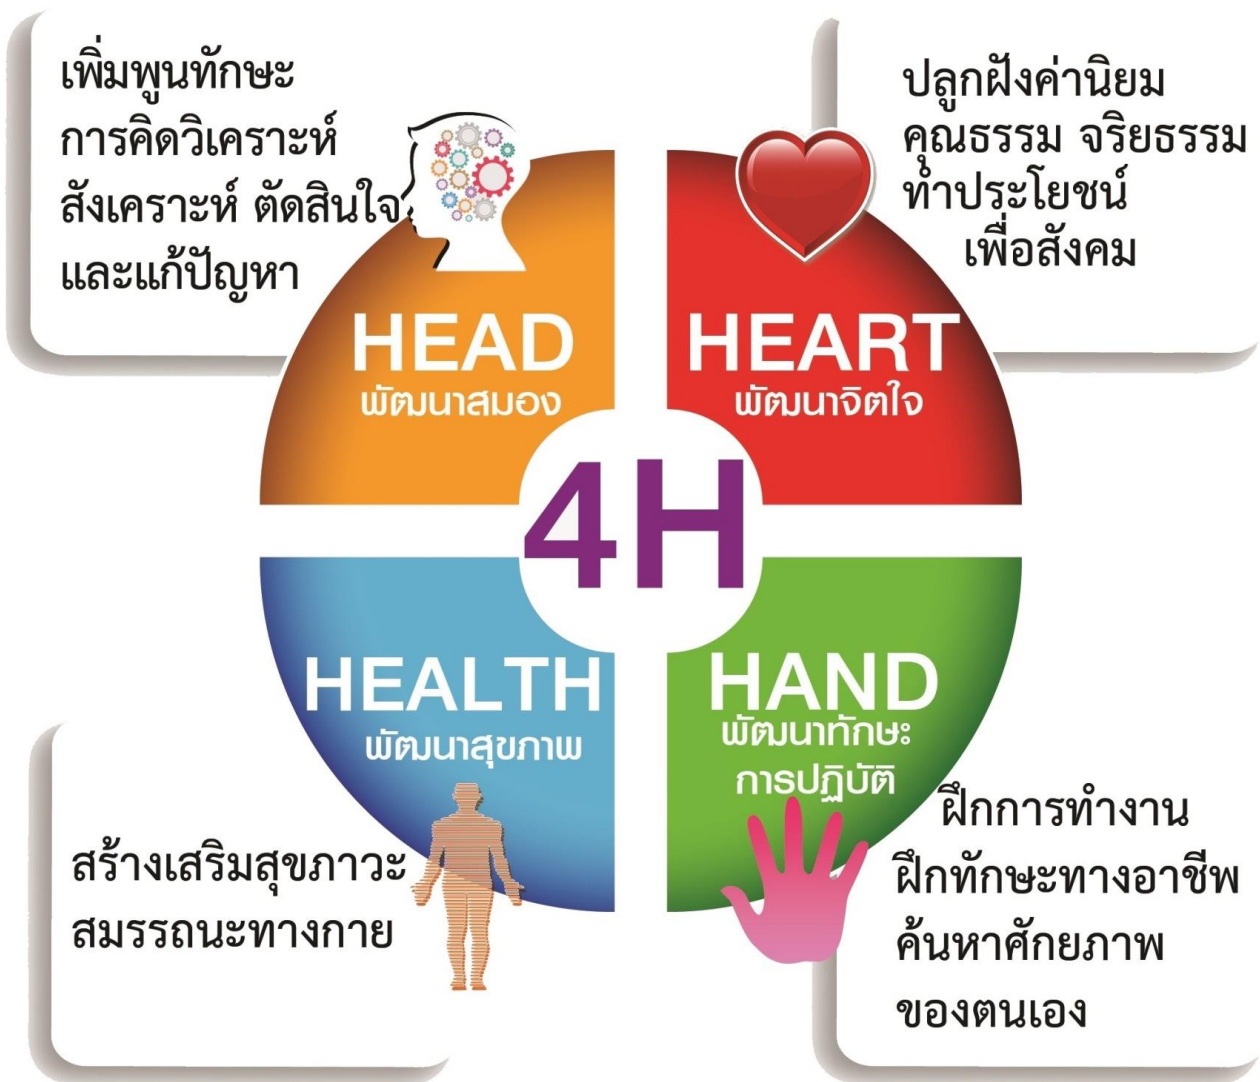 เพิ่มพูนทักษะ
การคิดวิเคราะห์
สังเคราะห์ ตัดสินใจ
และแก้ปัญหา
HEAD
พัฒนาสมอง
ปลูกฝังค่านิยม
คุณธรรม จริยธรรม
ทำประโยชน์
เพื่อสังคม
HEART
พัฒนาจิตใจ
4H
HEALTH
พัฒนาสุขภาพ
สร้างเสริมสุขภาวะ
สมรรถนะทางกาย
HAND
พัฒนาทักษะ
การปฏิบัติ
ฝึกการทำงาน
ฝึกทักษะทางอาชีพ
ค้นหาศักยภาพ
ของตนเอง